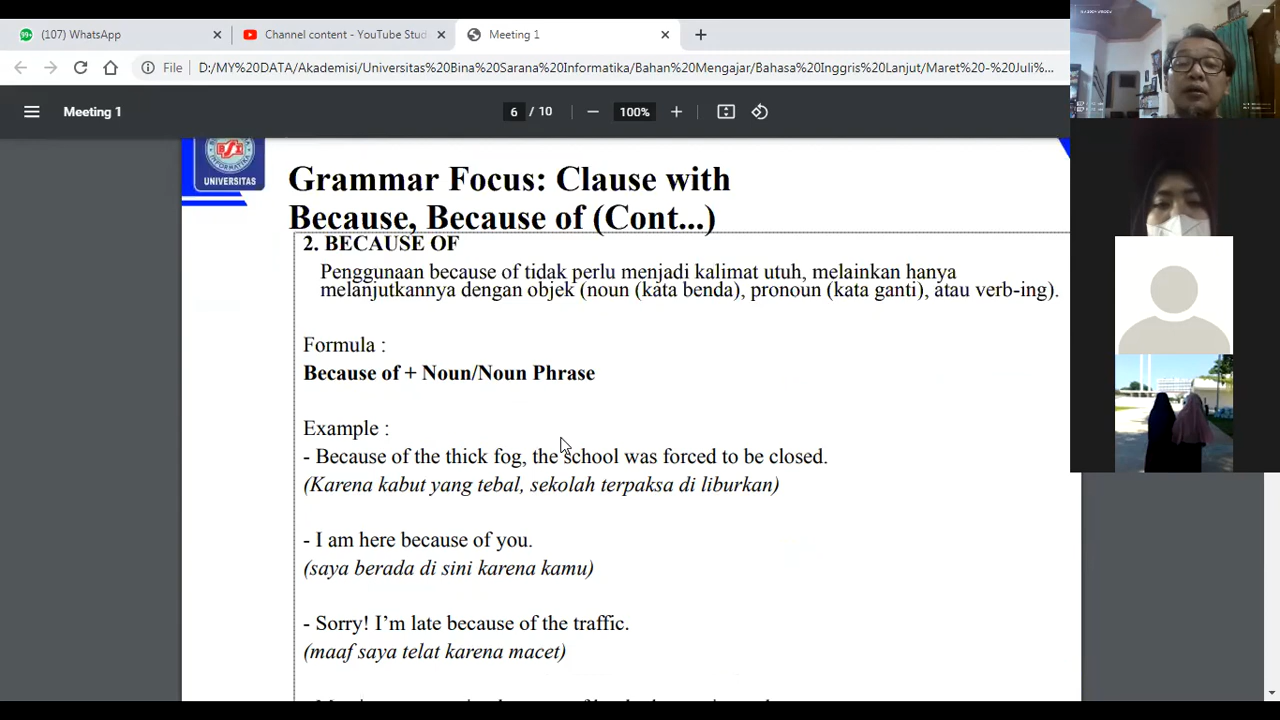 (107) WhatsApp
Channel content - YouTube Stud
Meeting 1
File
D:/MY%20DATA/Akademisi/Universitas%20Bina%20Sarana%20Informatika/Bahan%20Mengajar/Bahasa%20Inggris%20Lanjut/Maret%20-%20Juli%...
Meeting 1
6 / 10
100%
UNIVERSITAS
Grammar Focus: Clause with
Because, Because of (Cont...)
2. BECAUSE OF
Penggunaan because of tidak perlu menjadi kalimat utuh, melainkan hanya
melanjutkannya dengan objek (noun (kata benda), pronoun (kata ganti), atau verb-ing).
Formula :
Because of + Noun/Noun Phrase
Example :
- Because of the thick fog, the school was forced to be closed.
(Karena kabut yang tebal, sekolah terpaksa di liburkan)
- I am here because of you.
(saya berada di sini karena kamu)
- Sorry! I'm late because of the traffic.
(maaf saya telat karena macet)